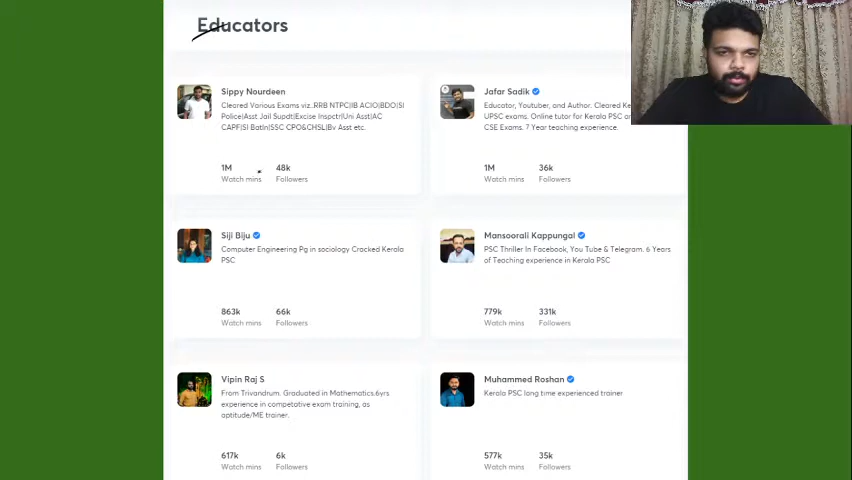 Educators
Sippy Nourdeen
Cleared Various Exams viz..RRB NTPC|IB ACIO|BDO|SI
Police|Asst Jail Supdt|Excise Inspctr|Uni Asst|AC
CAPF|SI Batln|SSC CPO&CHSL|Bv Asst etc.
1M 48k
Watch mins Followers
Jafar Sadik
Educator, Youtuber, and Author. Cleared
UPSC exams. Online tutor for Kerala PSC
CSE Exams. 7 Year teaching experience.
1M 36k
Watch mins Followers
Siji Biju
Computer Engineering Pg in sociology Cracked Kerala
PSC
863k 66k
Watch mins Followers
Mansoorali Kappungal
PSC Thriller In Facebook, You Tube & Telegram. 6 Years
of Teaching experience in Kerala PSC
779k 331k
Watch mins Followers
Vipin Raj S
From Trivandrum. Graduated in Mathematics.6yrs
experience in competative exam training, as
aptitude/ME trainer.
617k 6k
Watch mins Followers
Muhammed Roshan
Kerala PSC long time experienced trainer
577k 35k
Watch mins Followers